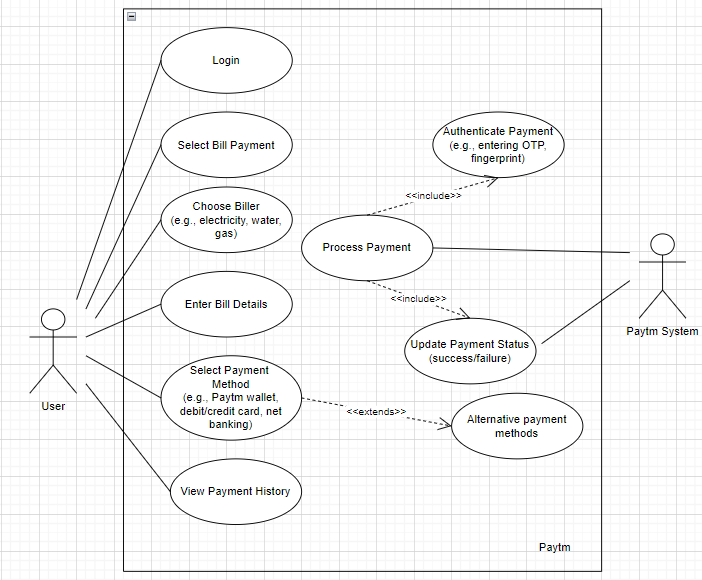 Login
Select Bill Payment
Choose Biller
(e.g., electricity, water,
gas)
Enter Bill Details
Select Payment
Method
(e.g., Paytm wallet,
debit/credit card, net
banking)
View Payment History
Authenticate Payment
(e.g., entering OTP,
fingerprint)
<<include>>
Process Payment
<<include>>
Update Payment Status
(success/failure)
<<extends>>
Alternative payment
methods
User
Paytm System
Paytm